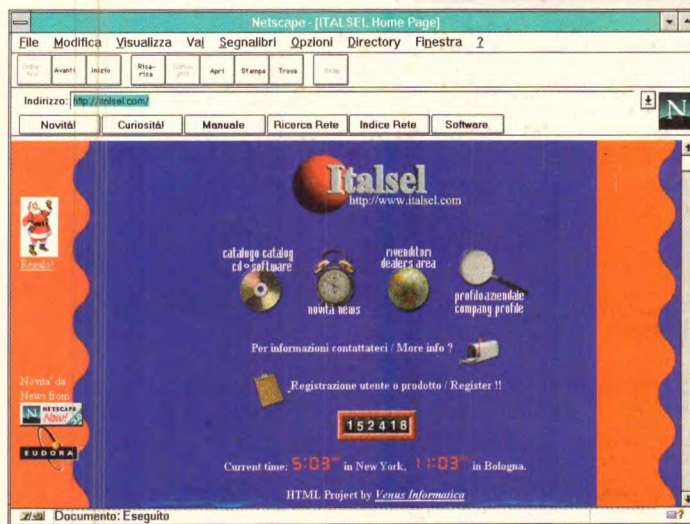 Netscape - [ITALSEL Home Page]
File Modifica Visualizza Vai Segnalibri Opzioni Directory Finestra ?
Avanti Inizio Rica-rica Apri Stampa Trova Stop
Indirizzo: http://italsel.com/
N
Novità! Curiosità! Manuale Ricerca Rete Indice Rete Software
Italsel
http://www.italsel.com
Regalo!
catalogo catalog
cd • software
novità news
rivenditori
dealers area
profilo aziendale
company profile
Per informazioni contattateci / More info ?
Registrazione utente o prodotto / Register !!
Novita' da
News from
N NETSCAPE
Now!
EUDORA
152418
Current time: 5:03 in New York, 11:03 in Bologna.
HTML Project by Venus Informatica
Documento: Eseguito